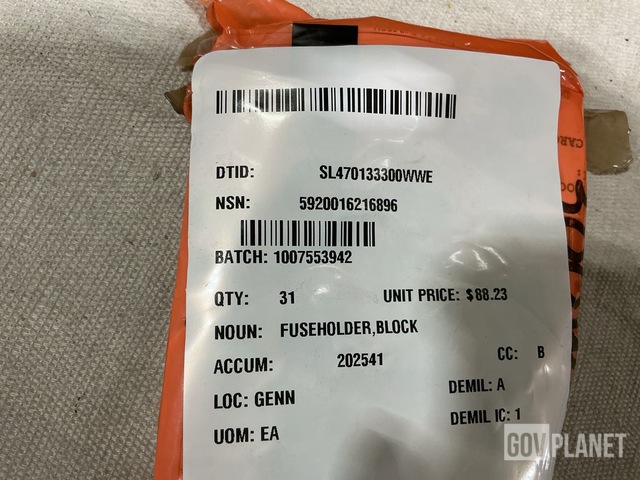 DTID: SL470133300WWE
NSN: 5920016216896
BATCH: 1007553942
QTY: 31 UNIT PRICE: $88.23
NOUN: FUSEHOLDER,BLOCK
ACCUM: 202541 CC: B
LOC: GENN DEMIL: A
UOM: EA DEMIL IC: 1
GOVPLANET